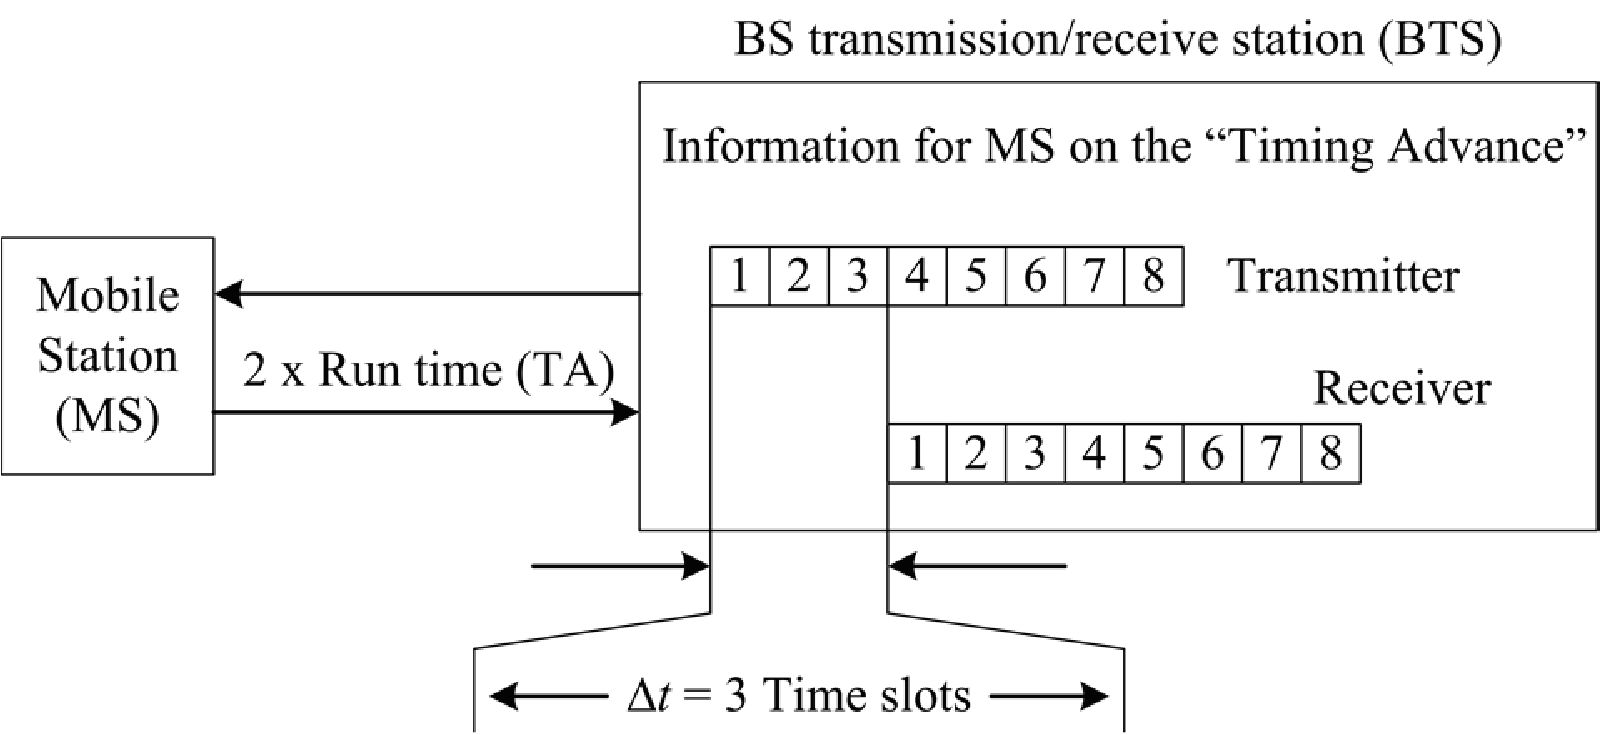 BS transmission/receive station (BTS)
Information for MS on the “Timing Advance”
1 2 3 4 5 6 7 8 Transmitter
Mobile
Station
(MS)
2 x Run time (TA)
Receiver
1 2 3 4 5 6 7 8
Δt = 3 Time slots